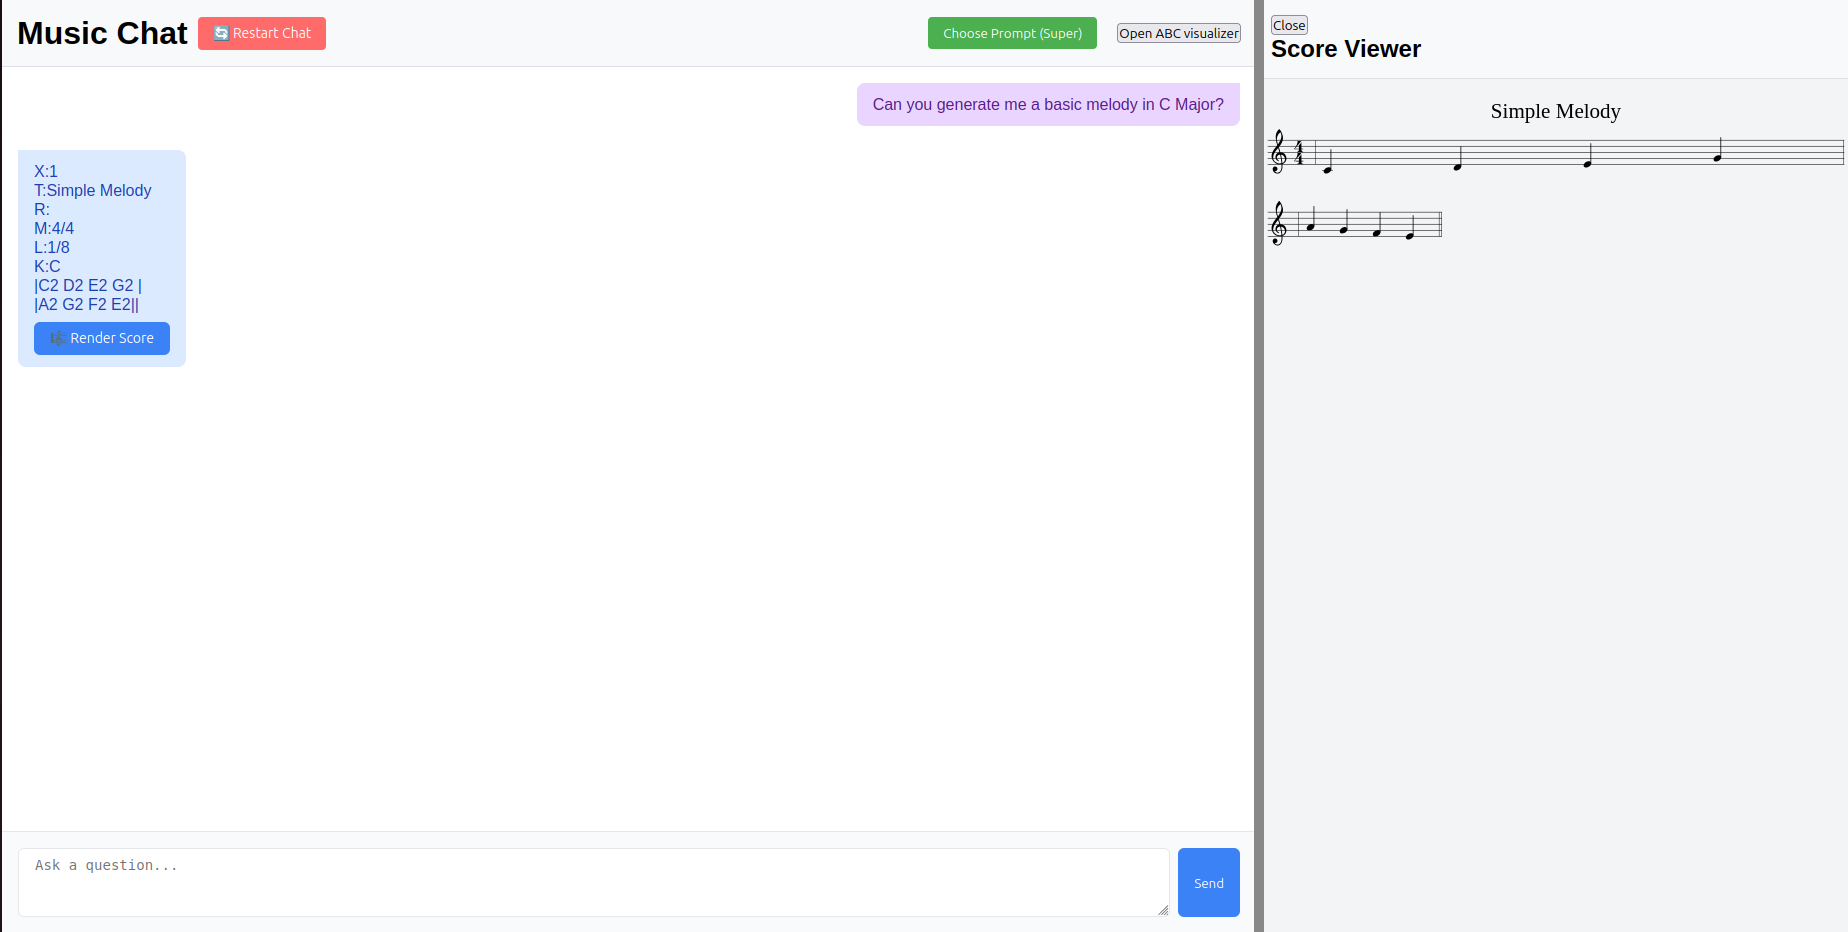 Music Chat
🔄 Restart Chat
Choose Prompt (Super)
Open ABC visualizer
Can you generate me a basic melody in C Major?
X:1
T:Simple Melody
R:
M:4/4
L:1/8
K:C
|C2 D2 E2 G2 |
|A2 G2 F2 E2||
🎼 Render Score
Ask a question...
Send
Close
Score Viewer
Simple Melody
4
4